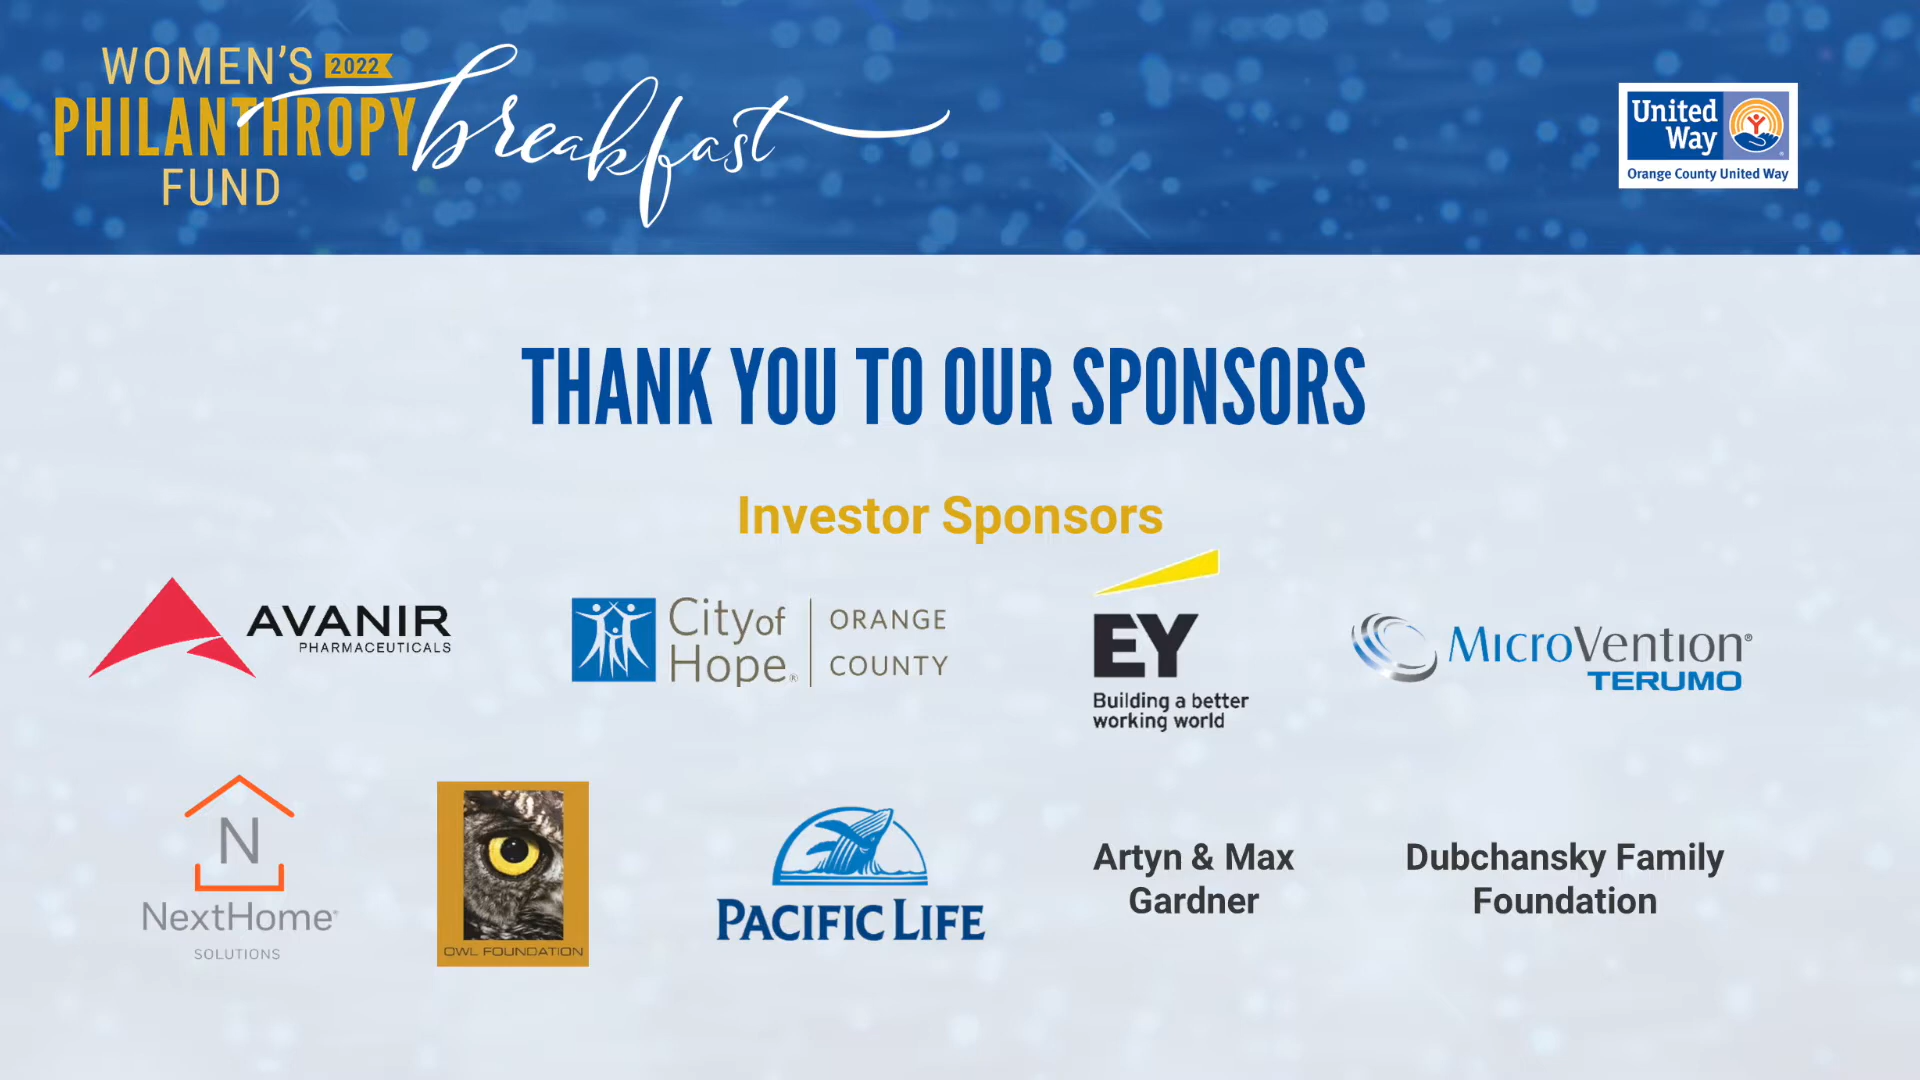 WOMEN'S 2022
PHILANTHROPY breakfast
FUND
United
Way
Orange County United Way
THANK YOU TO OUR SPONSORS
Investor Sponsors
AVANIR
PHARMACEUTICALS
City of
Hope®
ORANGE
COUNTY
EY
Building a better
working world
MicroVention®
TERUMO
N
NextHome®
SOLUTIONS
OWL FOUNDATION
PACIFIC LIFE
Artyn & Max
Gardner
Dubchansky Family
Foundation